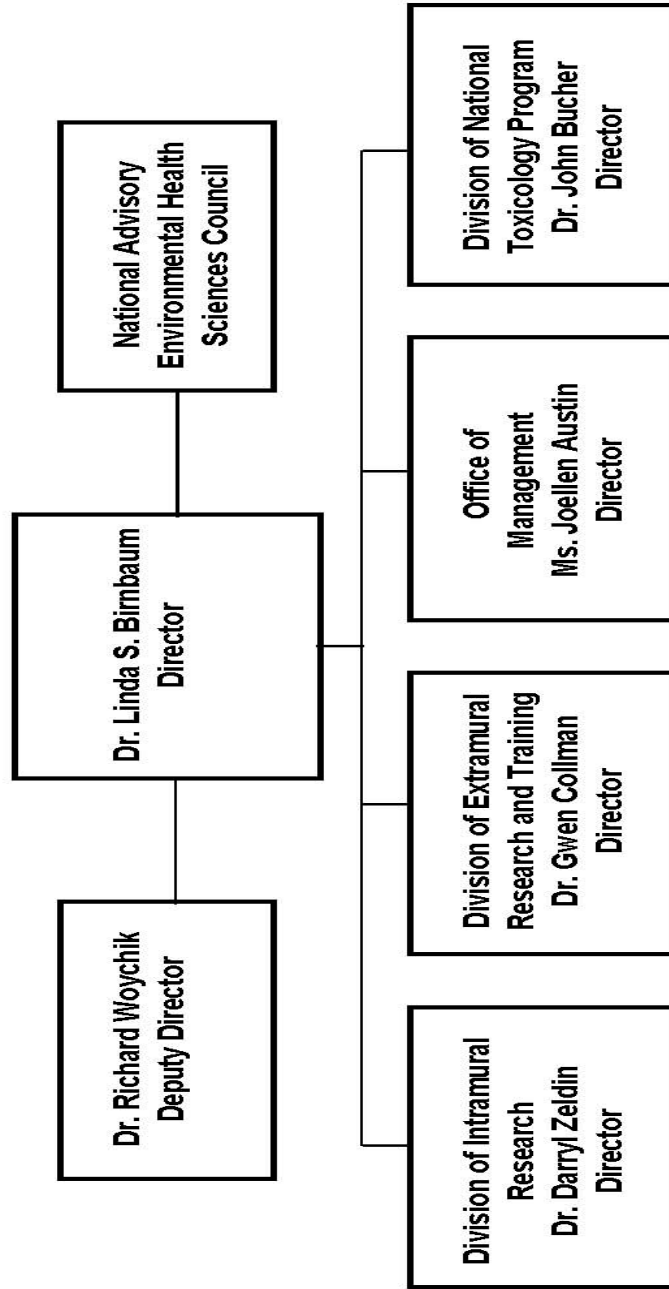 Dr. Richard Woychik
Deputy Director
Dr. Linda S. Birnbaum
Director
National Advisory
Environmental Health
Sciences Council
Division of Intramural
Research
Dr. Darryl Zeldin
Director
Division of Extramural
Research and Training
Dr. Gwen Collman
Director
Office of
Management
Ms. Joellen Austin
Director
Division of National
Toxicology Program
Dr. John Bucher
Director